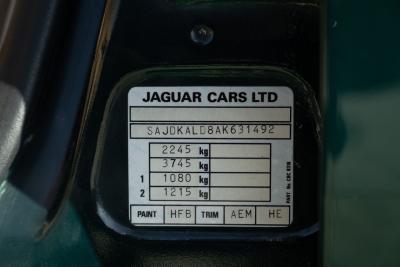 JAGUAR CARS LTD
SAJDKALD8AK631492
2245 kg
3745 kg
1 1080 kg
2 1215 kg
PAINT HFB TRIM AEM HE